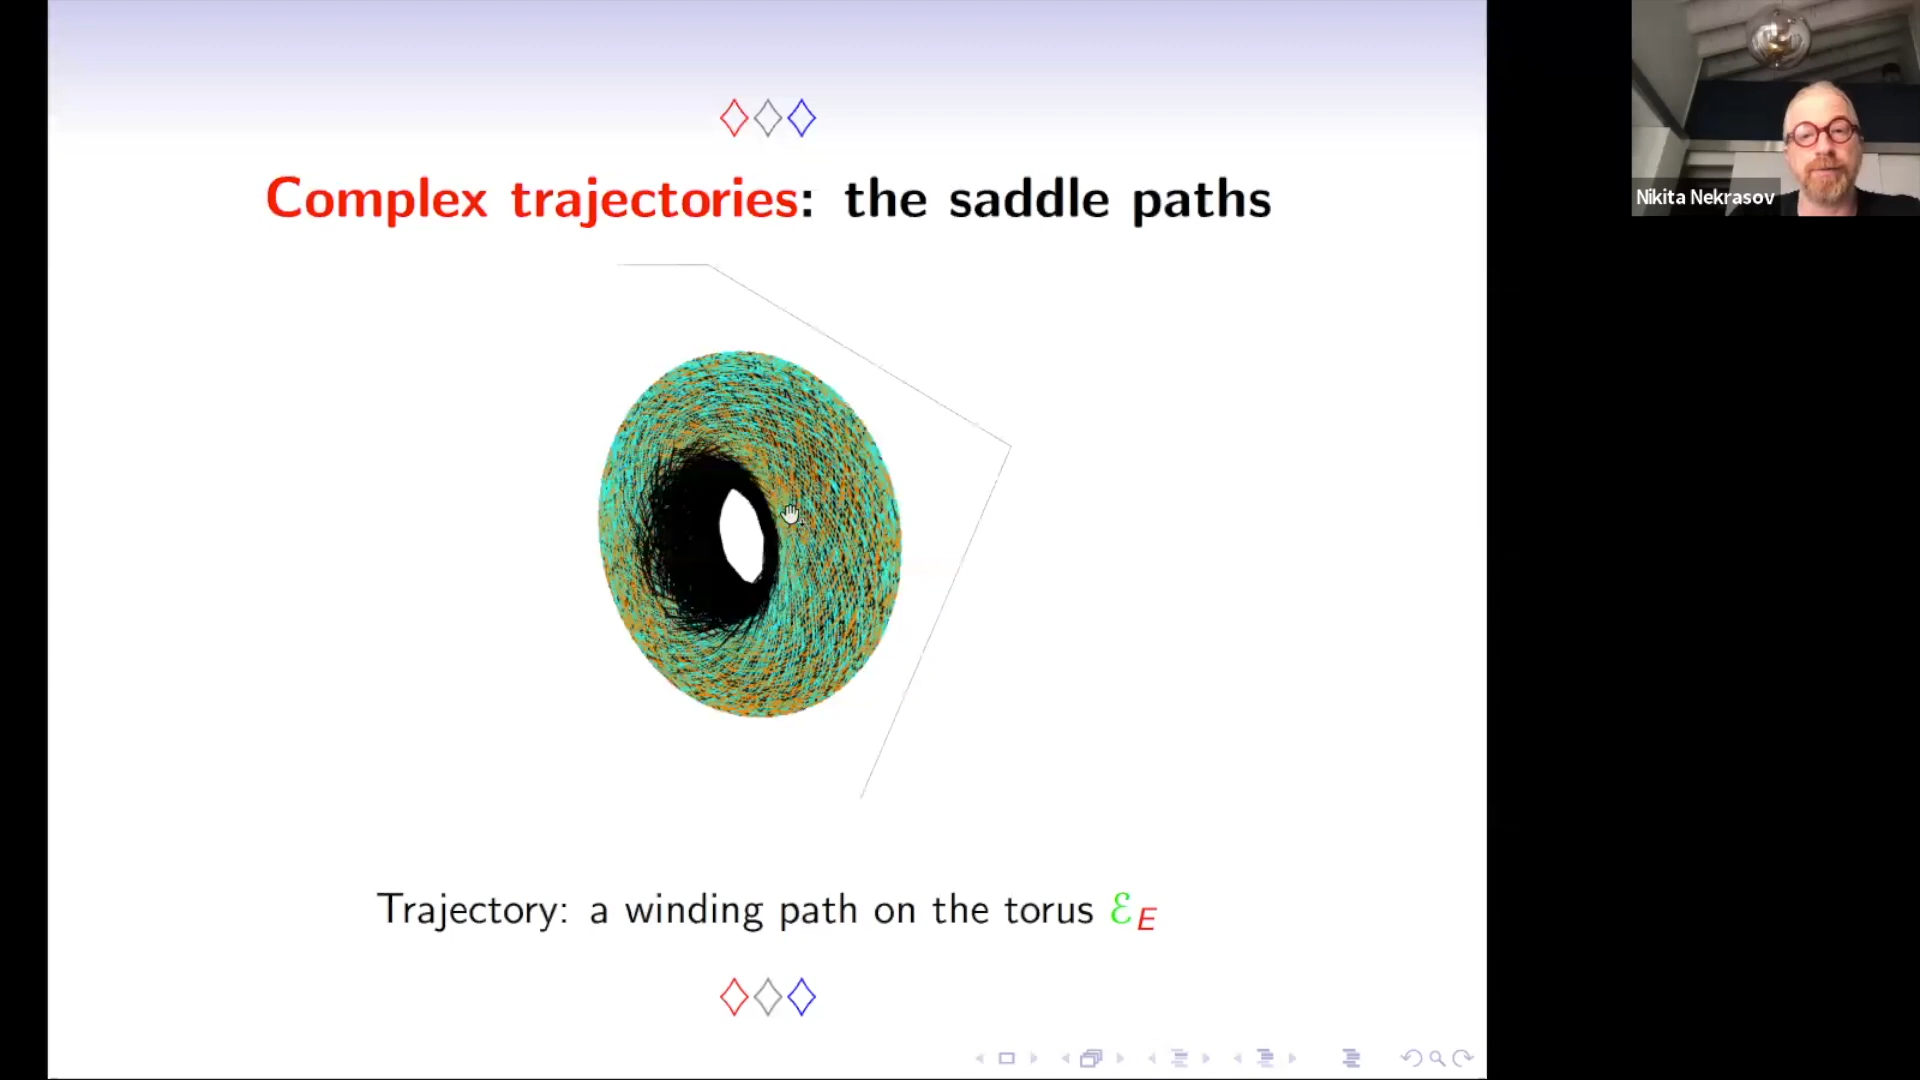 Complex trajectories: the saddle paths
Nikita Nekrasov
Trajectory: a winding path on the torus ℰ_E